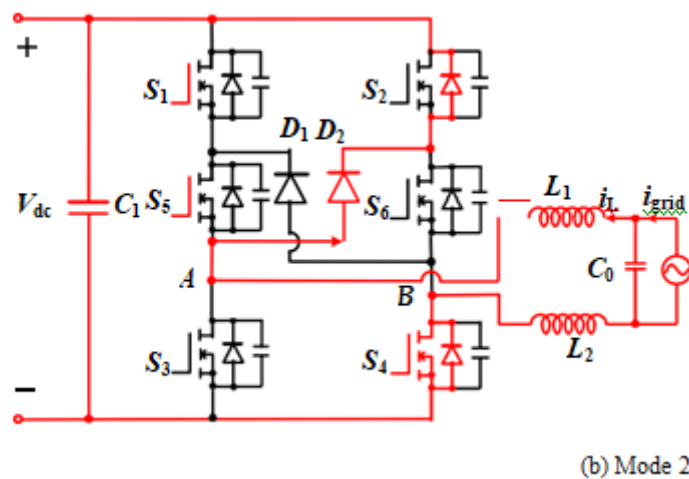 +
S1
S2
D1 D2
Vdc
C1
S5
S6
L1
iL
igrid
A
B
C0
L2
S3
S4
−
(b) Mode 2